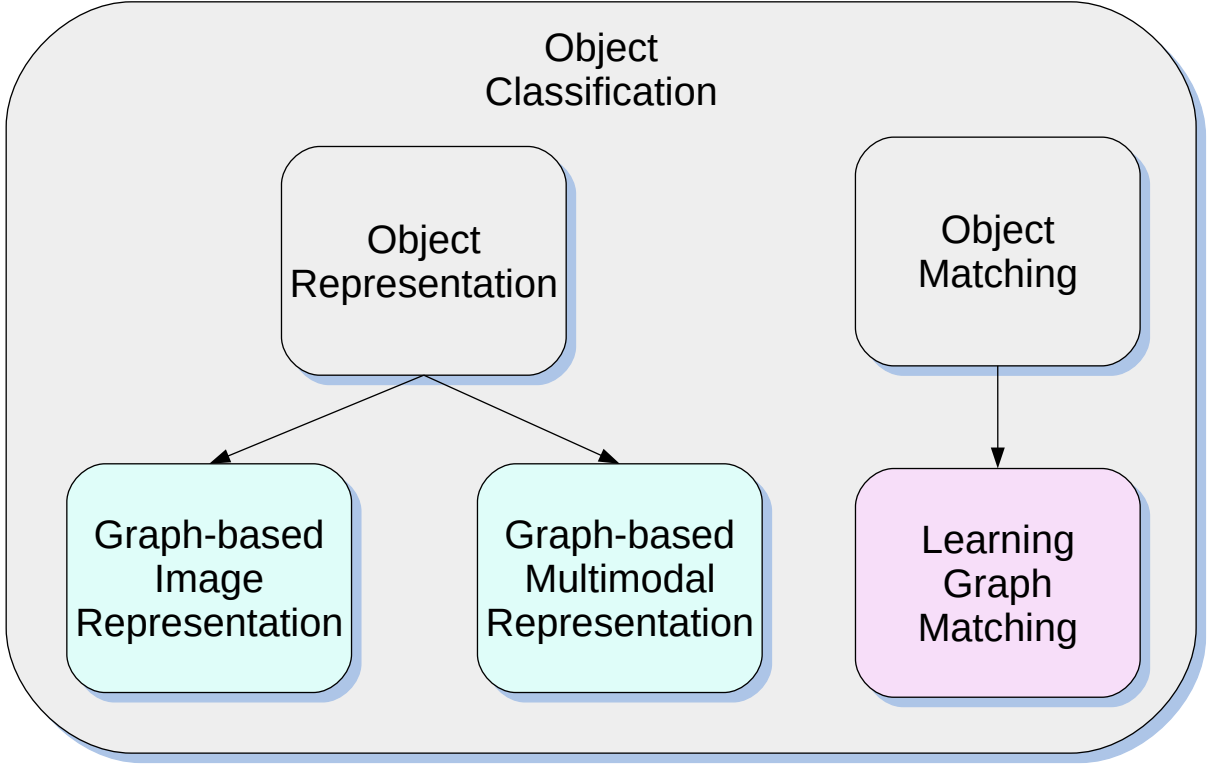 Object
Classification
Object
Representation
Object
Matching
Graph-based
Image
Representation
Graph-based
Multimodal
Representation
Learning
Graph
Matching